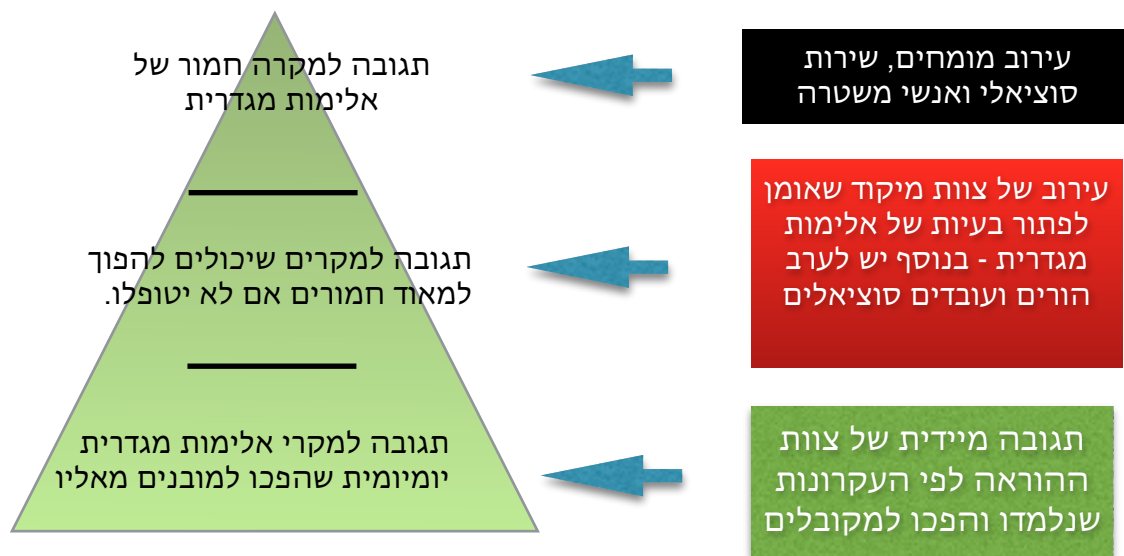 תגובה למקרה חמור של
אלימות מגדרית
עירוב מומחים, שירות
סוציאלי ואנשי משטרה
תגובה למקרים שיכולים להפוך
למאוד חמורים אם לא יטופלו.
עירוב של צוות מיקוד שאומן
לפתור בעיות של אלימות
מגדרית - בנוסף יש לערב
הורים ועובדים סוציאלים
תגובה למקרי אלימות מגדרית
יומיומית שהפכו למובנים מאליו
תגובה מיידית של צוות
ההוראה לפי העקרונות
שנלמדו והפכו למקובלים